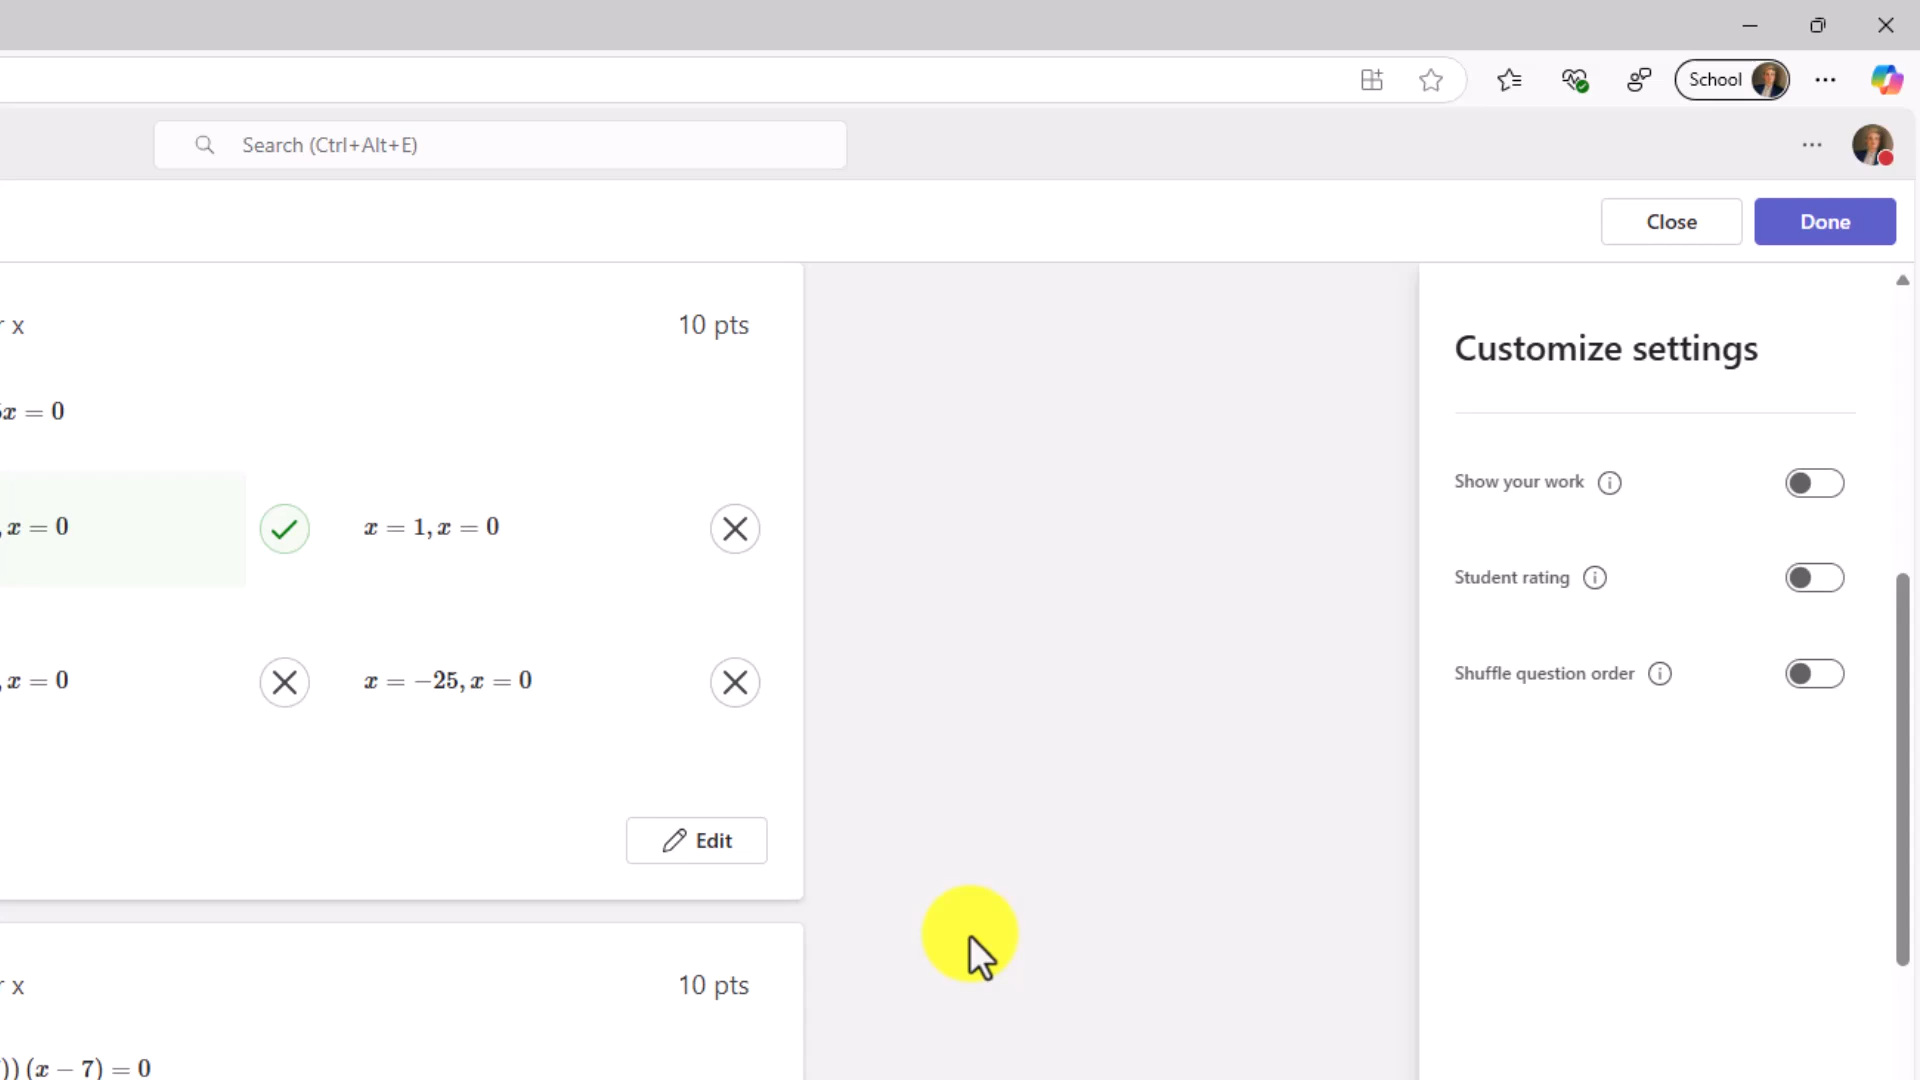 School
Search (Ctrl+Alt+E)
Close
Done
r x
10 pts
x = 0
Customize settings
, x = 0
x = 1, x = 0
, x = 0
x = −25, x = 0
Edit
r x
10 pts
)) (x − 7) = 0
Show your work
Student rating
Shuffle question order